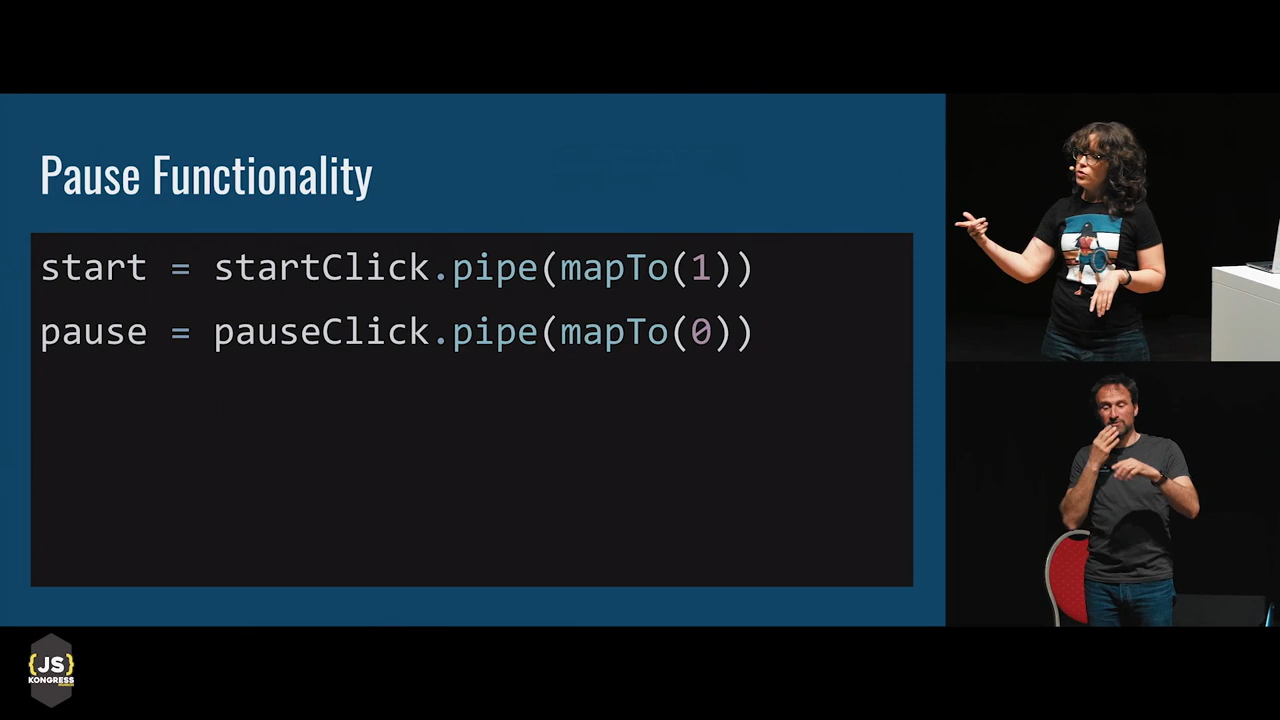 Pause Functionality
start = startClick.pipe(mapTo(1))
pause = pauseClick.pipe(mapTo(0))
{JS}
KONGRESS